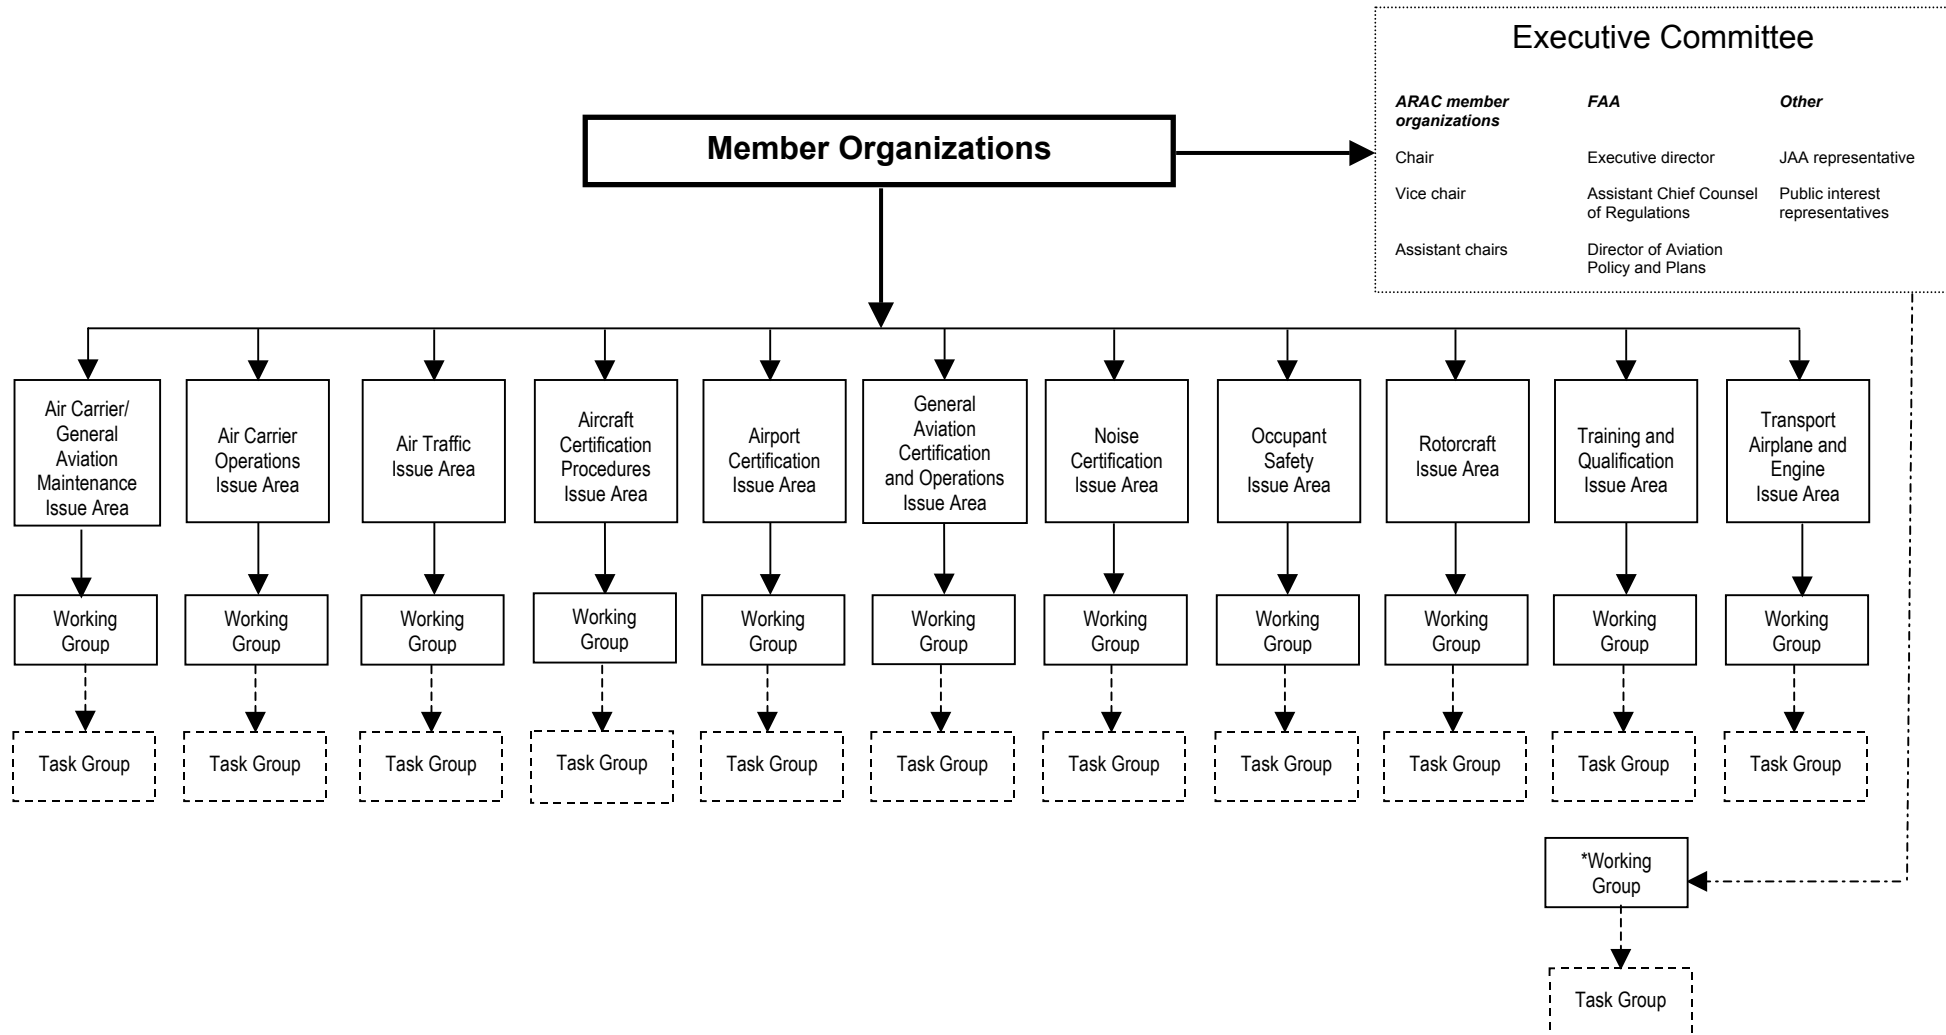 Executive Committee
ARAC member
organizations
FAA
Other
Chair
Executive director
JAA representative
Vice chair
Assistant Chief Counsel
of Regulations
Public interest
representatives
Assistant chairs
Director of Aviation
Policy and Plans
Member Organizations
Air Carrier/
General
Aviation
Maintenance
Issue Area
Air Carrier
Operations
Issue Area
Air Traffic
Issue Area
Aircraft
Certification
Procedures
Issue Area
Airport
Certification
Issue Area
General
Aviation
Certification
and Operations
Issue Area
Noise
Certification
Issue Area
Occupant
Safety
Issue Area
Rotorcraft
Issue Area
Training and
Qualification
Issue Area
Transport
Airplane and
Engine
Issue Area
Working
Group
Working
Group
Working
Group
Working
Group
Working
Group
Working
Group
Working
Group
Working
Group
Working
Group
Working
Group
Working
Group
Task Group
Task Group
Task Group
Task Group
Task Group
Task Group
Task Group
Task Group
Task Group
Task Group
Task Group
*Working
Group
Task Group